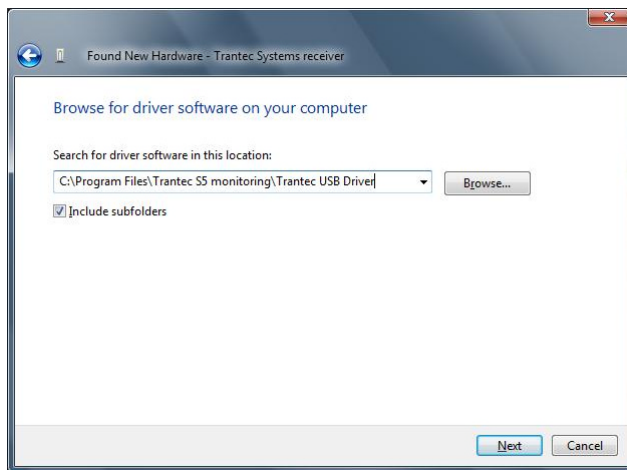 Found New Hardware - Trantec Systems receiver
Browse for driver software on your computer
Search for driver software in this location:
C:\Program Files\Trantec S5 monitoring\Trantec USB Driver
Browse...
Include subfolders
Next Cancel